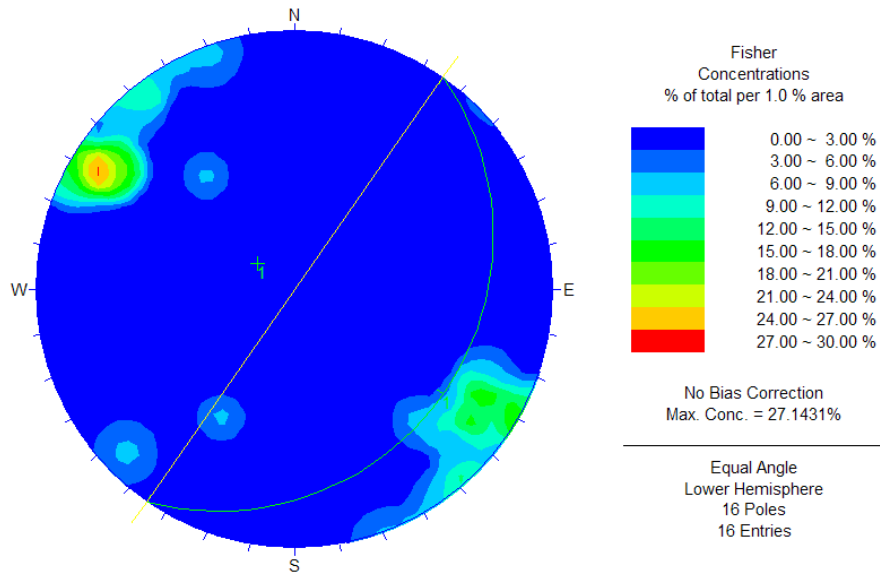 N
W
E
S
1
1
Fisher
Concentrations
% of total per 1.0 % area
0.00 ~ 3.00 %
3.00 ~ 6.00 %
6.00 ~ 9.00 %
9.00 ~ 12.00 %
12.00 ~ 15.00 %
15.00 ~ 18.00 %
18.00 ~ 21.00 %
21.00 ~ 24.00 %
24.00 ~ 27.00 %
27.00 ~ 30.00 %
No Bias Correction
Max. Conc. = 27.1431%
Equal Angle
Lower Hemisphere
16 Poles
16 Entries